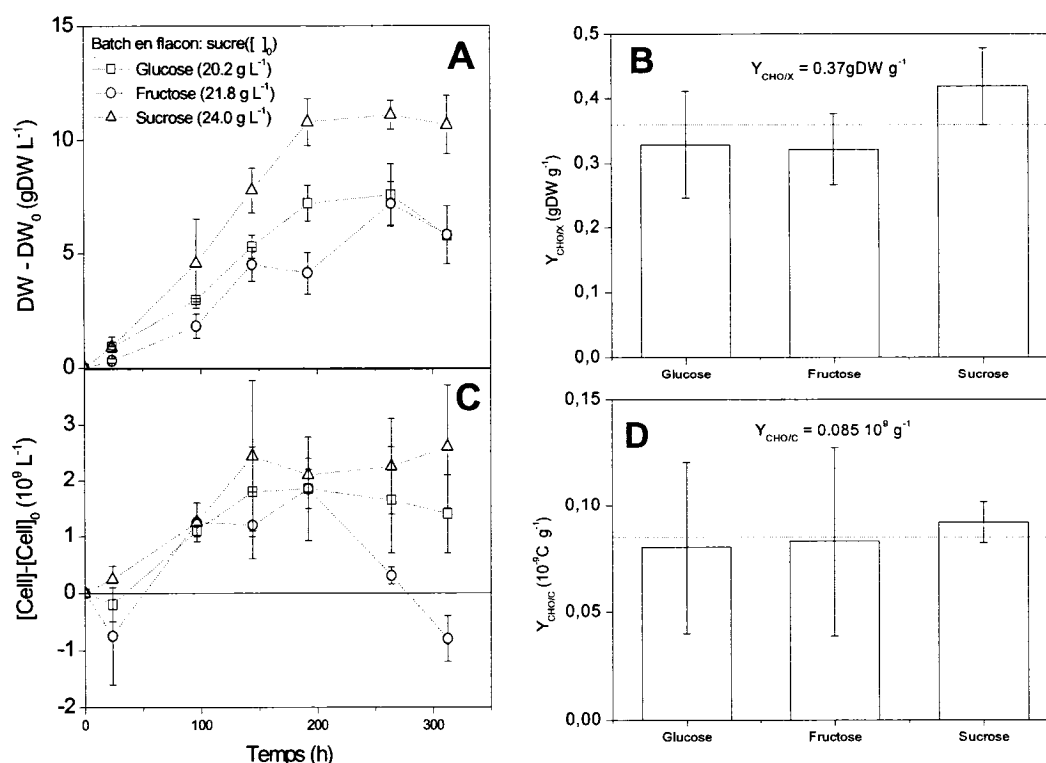 15
10
5
0
DW - DW₀ (gDW L⁻¹)
Batch en flacon: sucre([ ]₀)
Glucose (20.2 g L⁻¹)
Fructose (21.8 g L⁻¹)
Sucrose (24.0 g L⁻¹)
A
3
2
1
0
-1
-2
[Cell]-[Cell]₀ (10⁹ L⁻¹)
C
0
100
200
300
Temps (h)
0,5
0,4
0,3
0,2
0,1
0,0
Y_CHO/X (gDW g⁻¹)
B
Y_CHO/X = 0.37gDW g⁻¹
Glucose
Fructose
Sucrose
0,15
0,10
0,05
0,00
Y_CHO/C (10⁻⁹C g⁻¹)
D
Y_CHO/C = 0.085 10⁹ g⁻¹
Glucose
Fructose
Sucrose